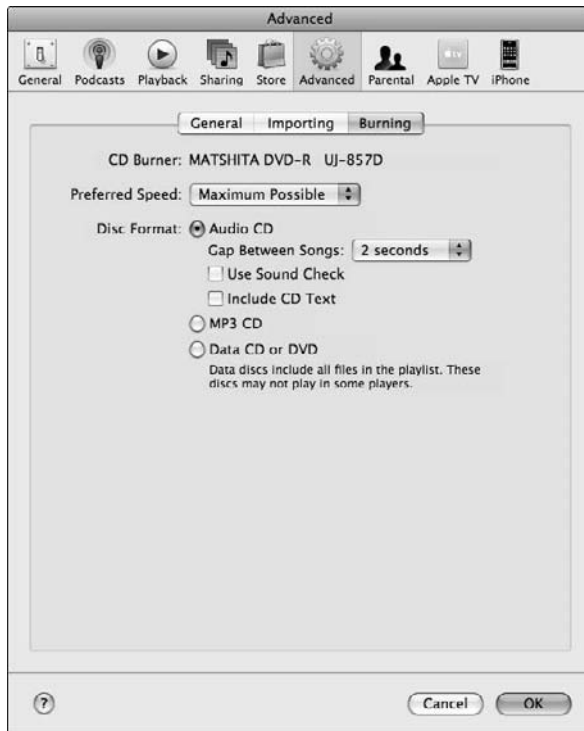 Advanced
General Podcasts Playback Sharing Store Advanced Parental Apple TV iPhone
General Importing Burning
CD Burner: MATSHITA DVD-R UJ-857D
Preferred Speed: Maximum Possible
Disc Format: Audio CD
Gap Between Songs: 2 seconds
Use Sound Check
Include CD Text
MP3 CD
Data CD or DVD
Data discs include all files in the playlist. These
discs may not play in some players.
? Cancel OK